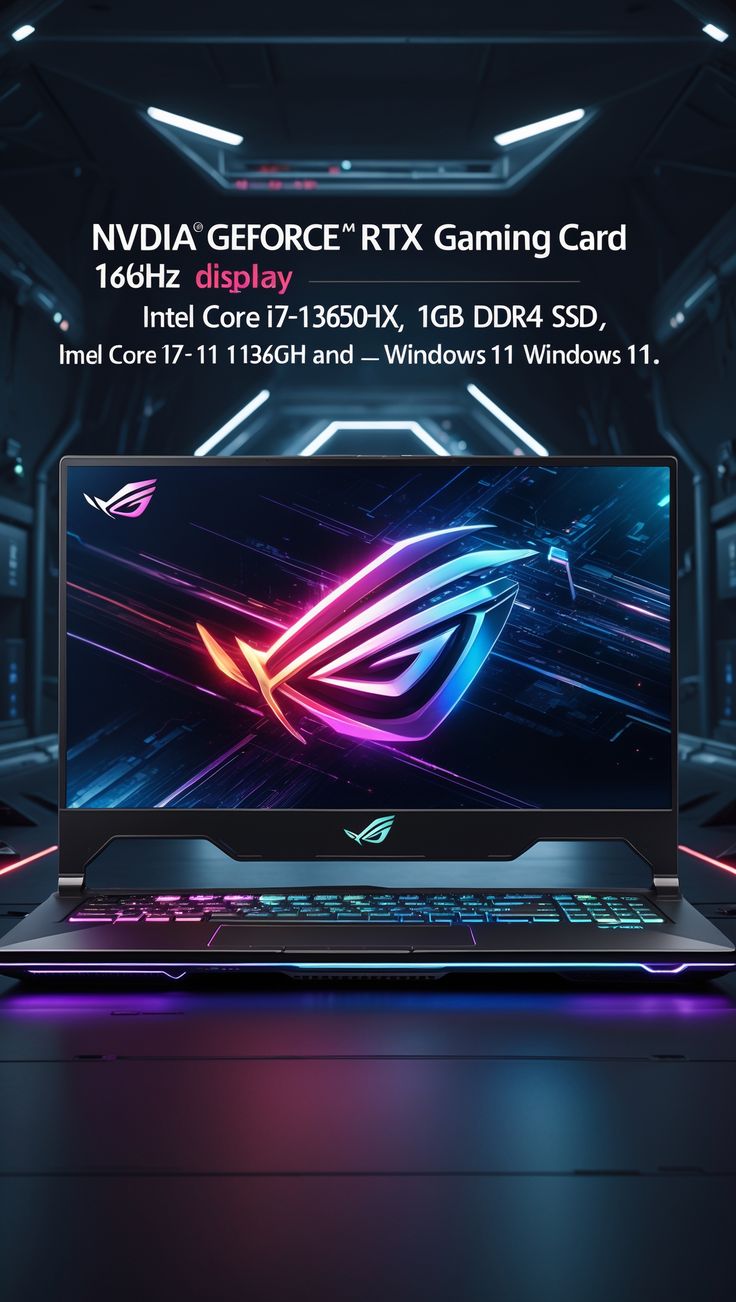 NVDIA® GEFORCE™ RTX Gaming Card
166Hz display
Intel Core i7-13650HX, 1GB DDR4 SSD,
Imel Core 17-11 1136GH and — Windows 11 Windows 11.